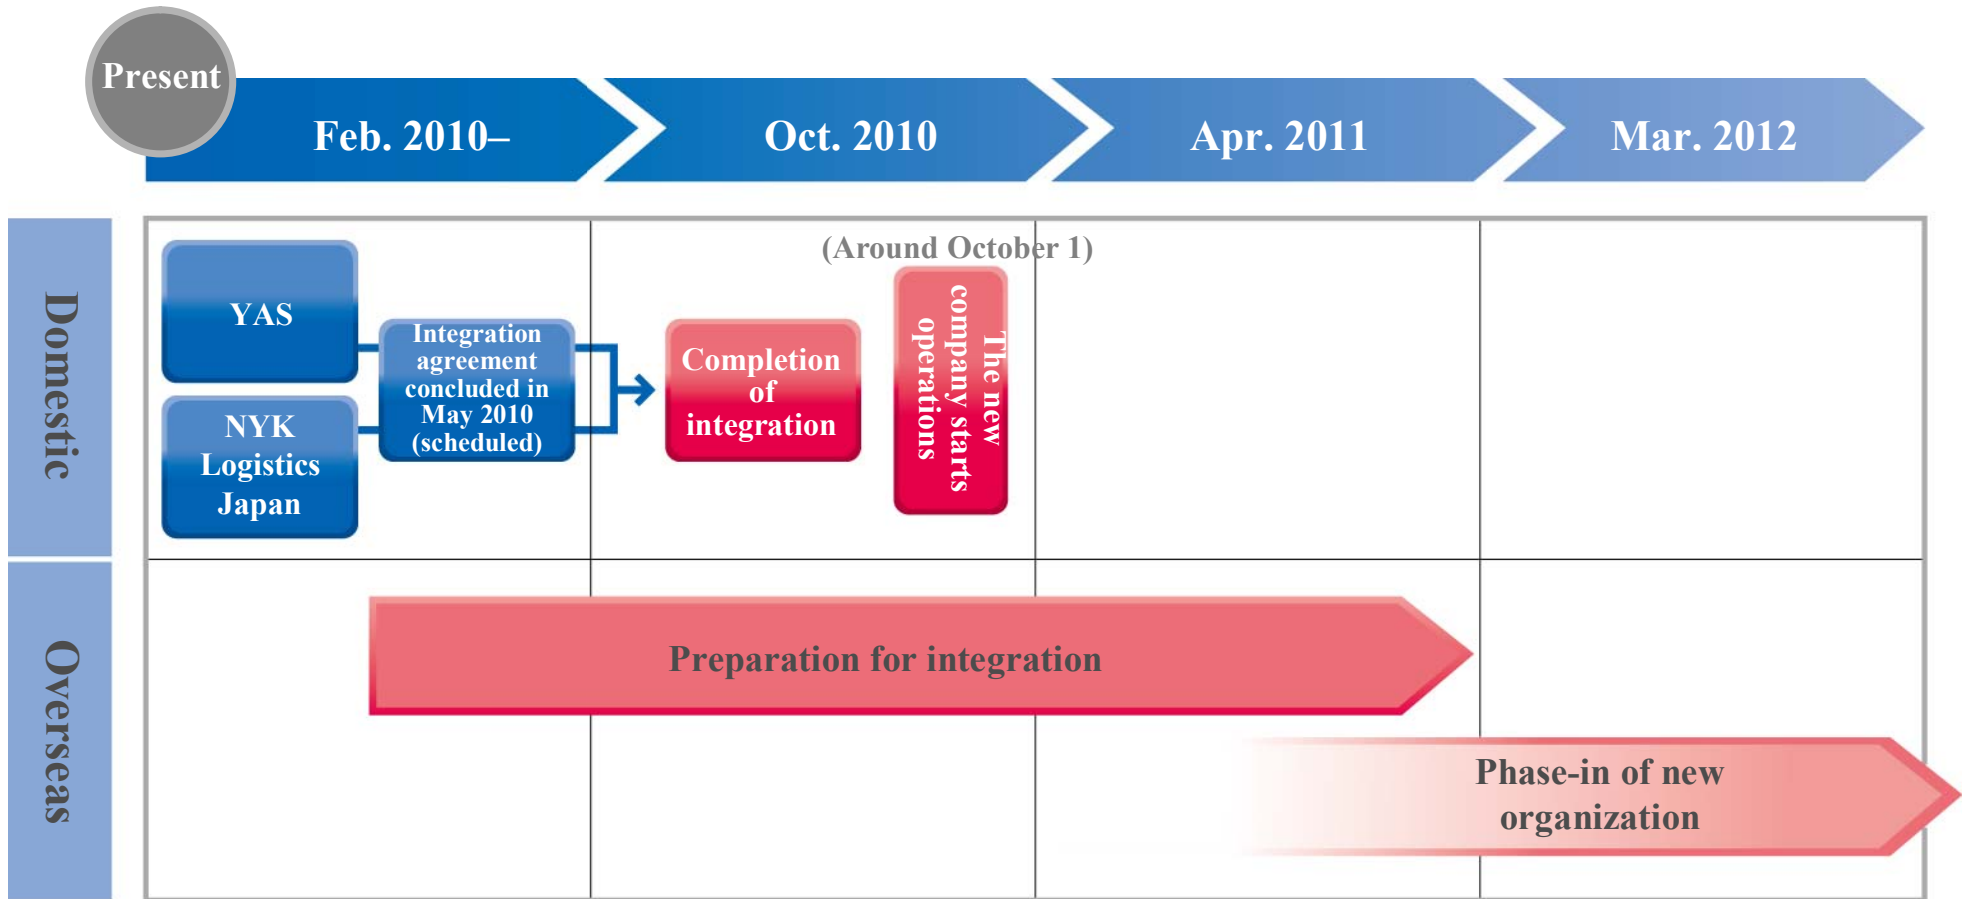 Present
Feb. 2010–
Oct. 2010
Apr. 2011
Mar. 2012
Domestic
YAS
NYK
Logistics
Japan
Integration
agreement
concluded in
May 2010
(scheduled)
Completion
of
integration
(Around October 1)
The new
company starts
operations
Overseas
Preparation for integration
Phase-in of new
organization